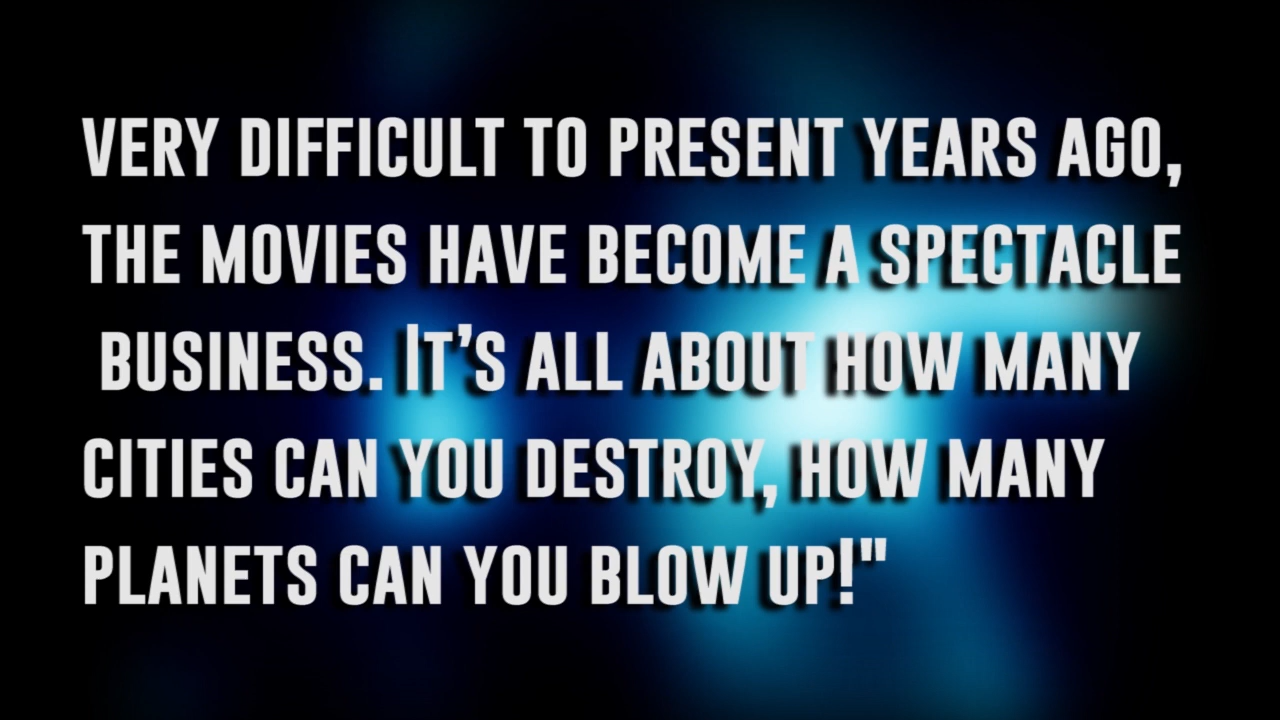 VERY DIFFICULT TO PRESENT YEARS AGO,
THE MOVIES HAVE BECOME A SPECTACLE
BUSINESS. IT'S ALL ABOUT HOW MANY
CITIES CAN YOU DESTROY, HOW MANY
PLANETS CAN YOU BLOW UP!"